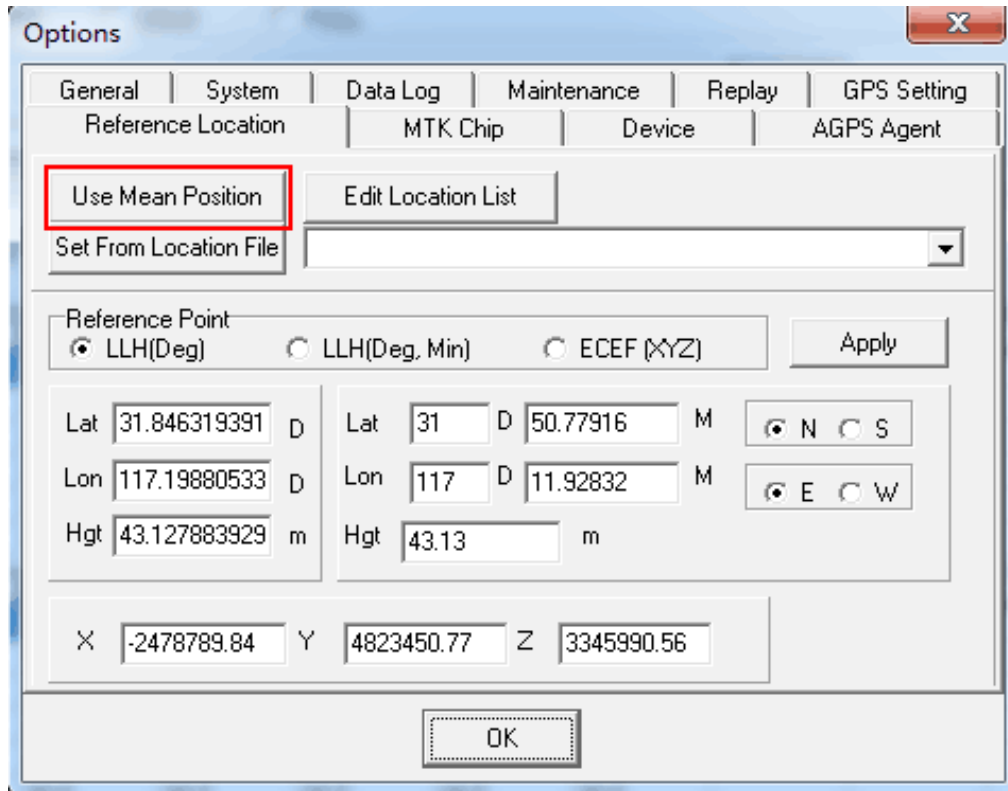 Options
General System Data Log Maintenance Replay GPS Setting
Reference Location MTK Chip Device AGPS Agent
Use Mean Position Edit Location List
Set From Location File
Reference Point
LLH(Deg) LLH(Deg, Min) ECEF (XYZ) Apply
Lat 31.846319391 D Lat 31 D 50.77916 M N S
Lon 117.19880533 D Lon 117 D 11.92832 M E W
Hgt 43.127883929 m Hgt 43.13 m
X -2478789.84 Y 4823450.77 Z 3345990.56
OK